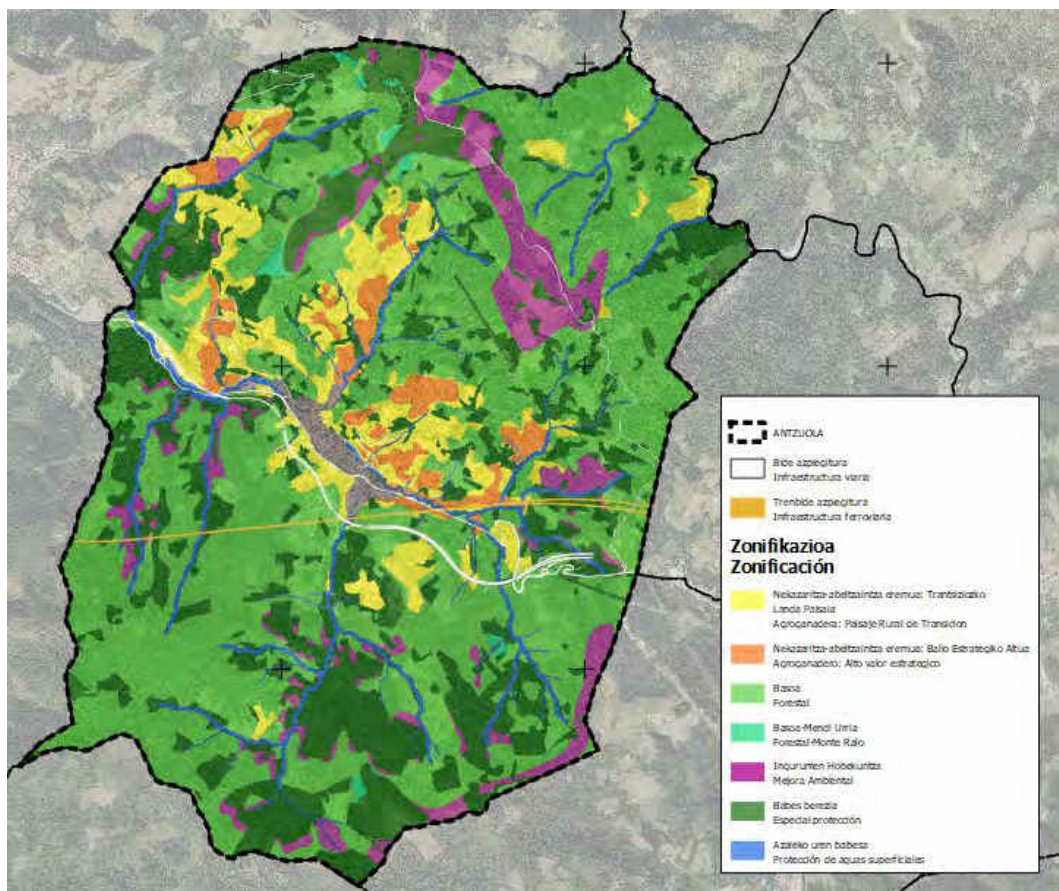 ANTZUOLA
Bide azpiegitura
Infraestructura viaria
Trenbide azpiegitura
Infraestructura ferroviaria
Zonifikazioa
Zonificación
Nekazaritza-abeltzaintza eremua: Trantsiziozko
Landa Paisaia
Agroganadera: Paisaje Rural de Transicion
Nekazaritza-abeltzaintza eremua: Balio Estrategiko Altua
Agroganadero: Alto valor estrategico
Basoa
Forestal
Basoa-Mendi Urria
Forestal-Monte Ralo
Ingurumen Hobekuntza
Mejora Ambiental
Babes berezia
Especial protección
Azaleko uren babesa
Protección de aguas superficiales